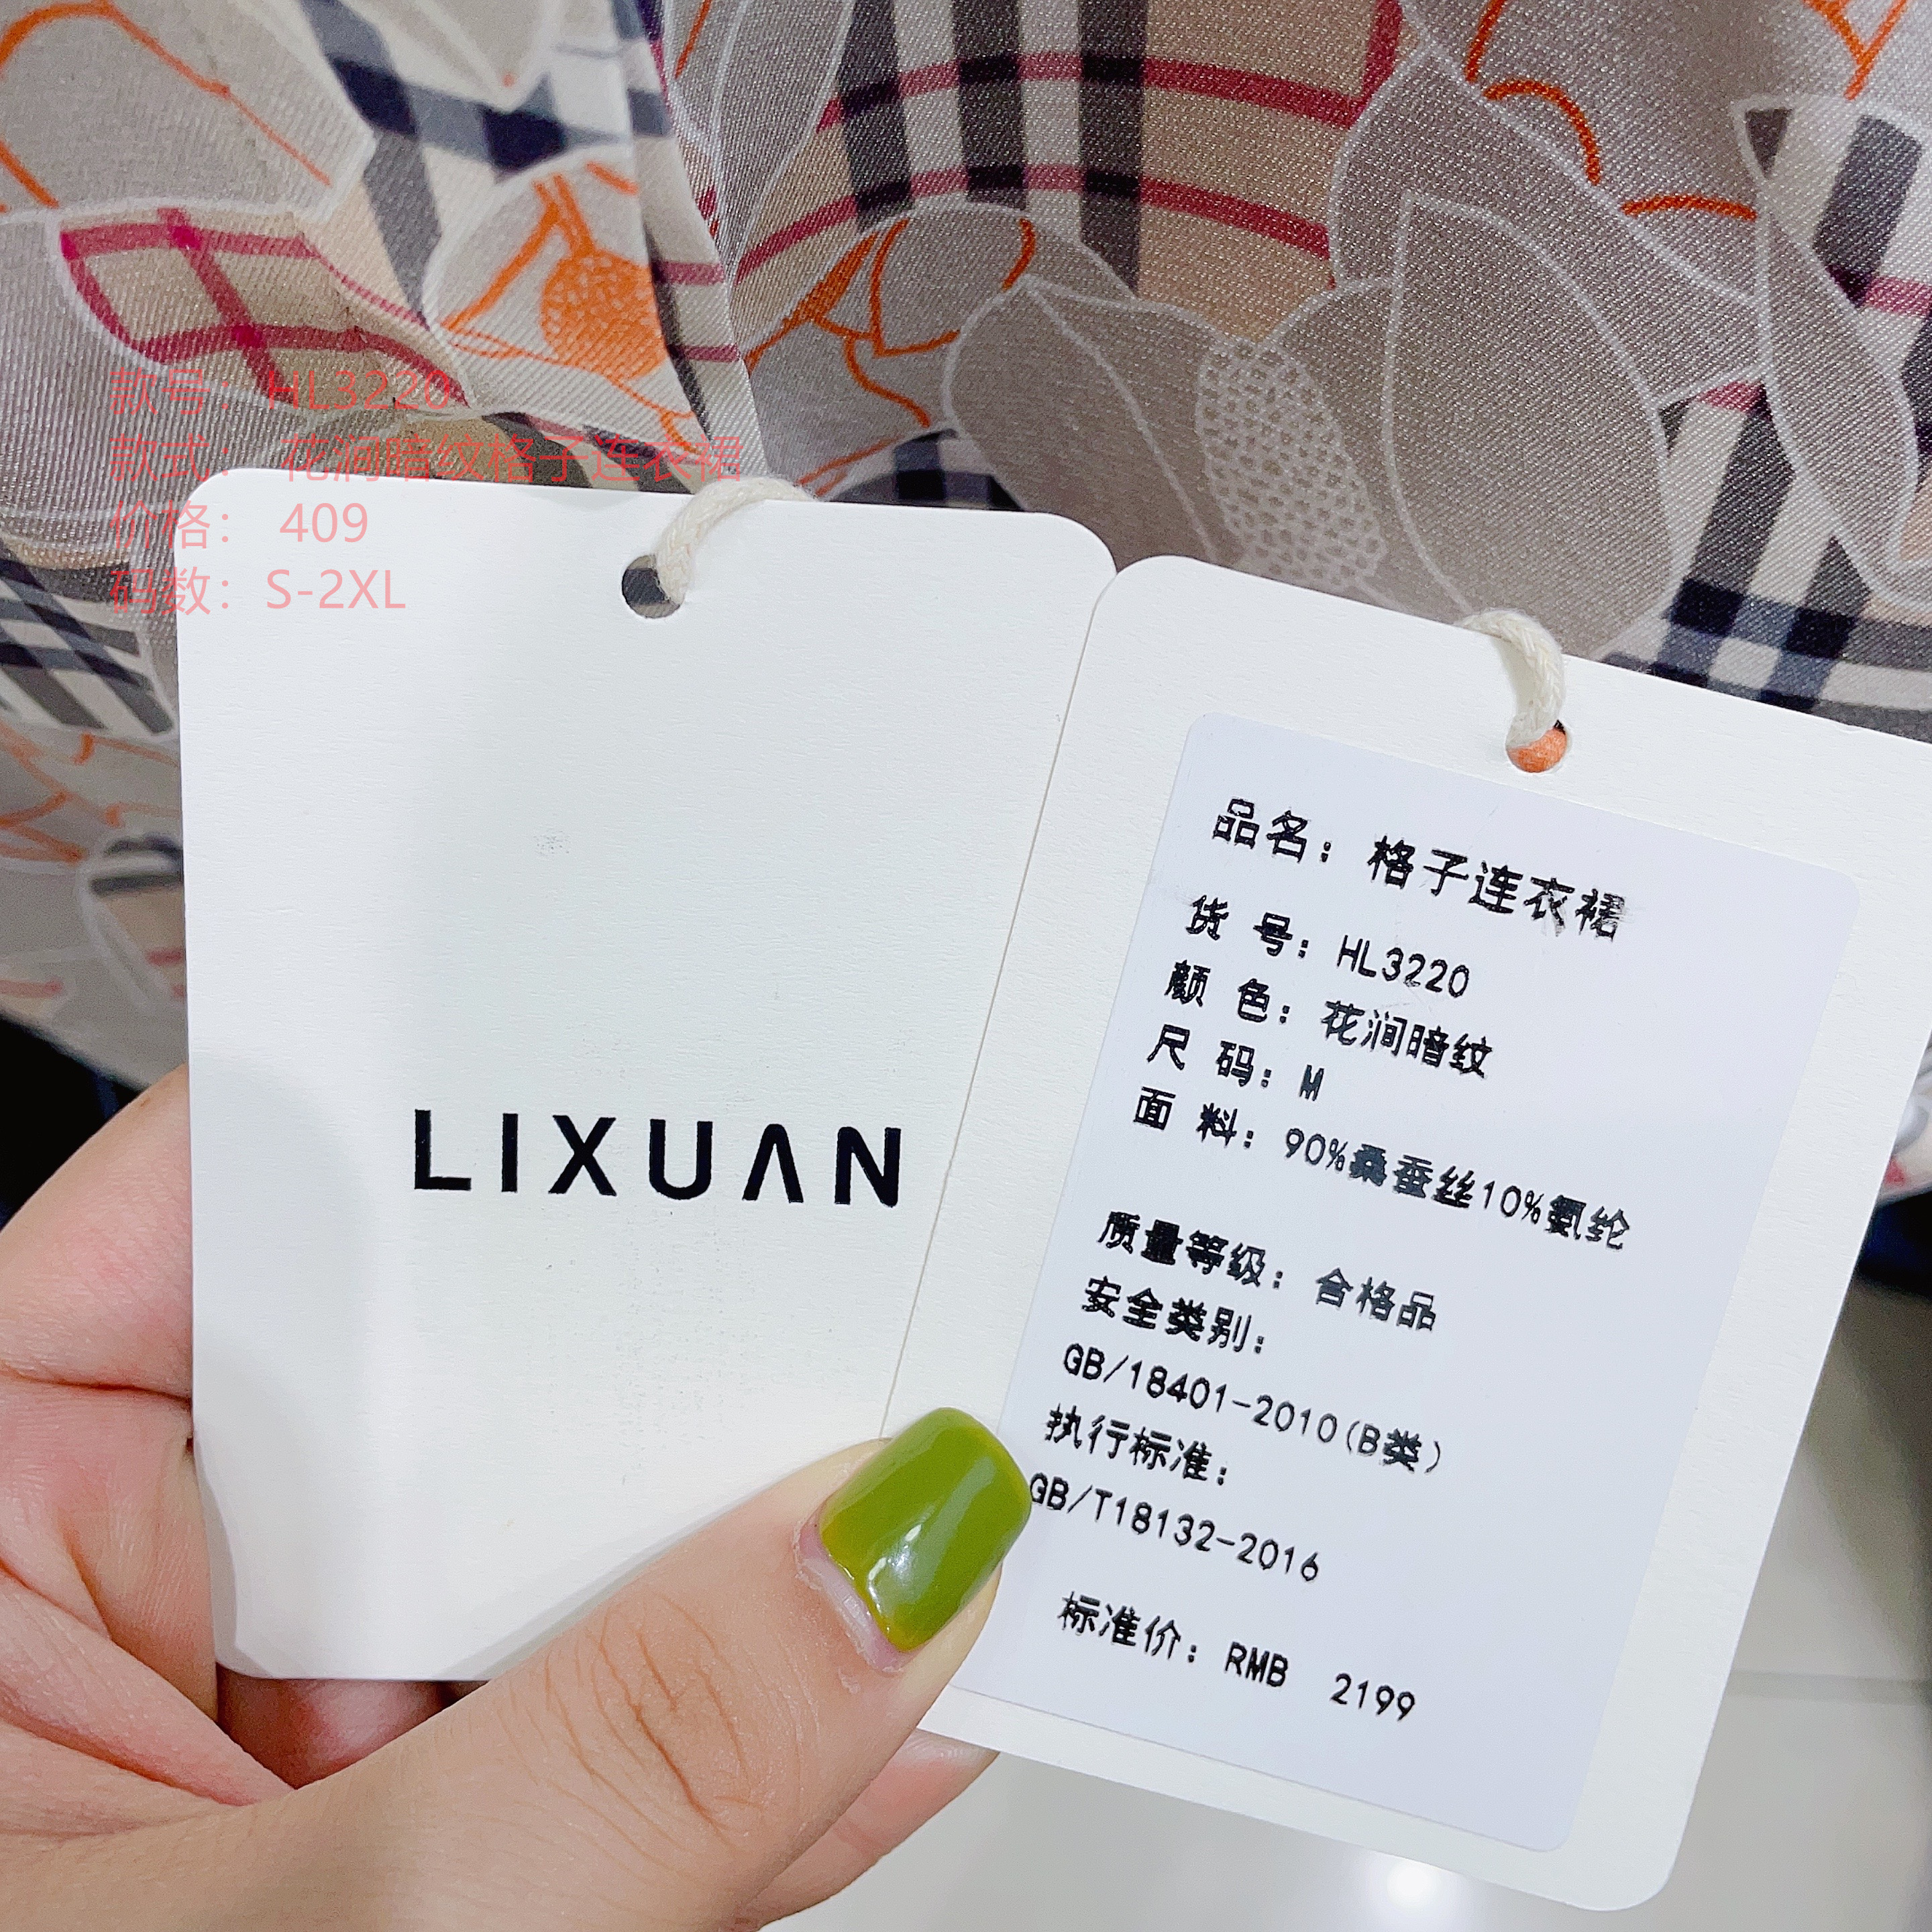 款号：HL3220
款式： 花涧暗纹格子连衣裙
价格： 409
码数：S-2XL
LIXUAN
品名：格子连衣裙
货 号：HL3220
颜 色：花涧暗纹
尺 码：M
面 料：90%桑蚕丝10%氨纶
质量等级：合格品
安全类别：
GB/18401-2010(B类)
执行标准：
GB/T18132-2016
标准价：RMB 2199